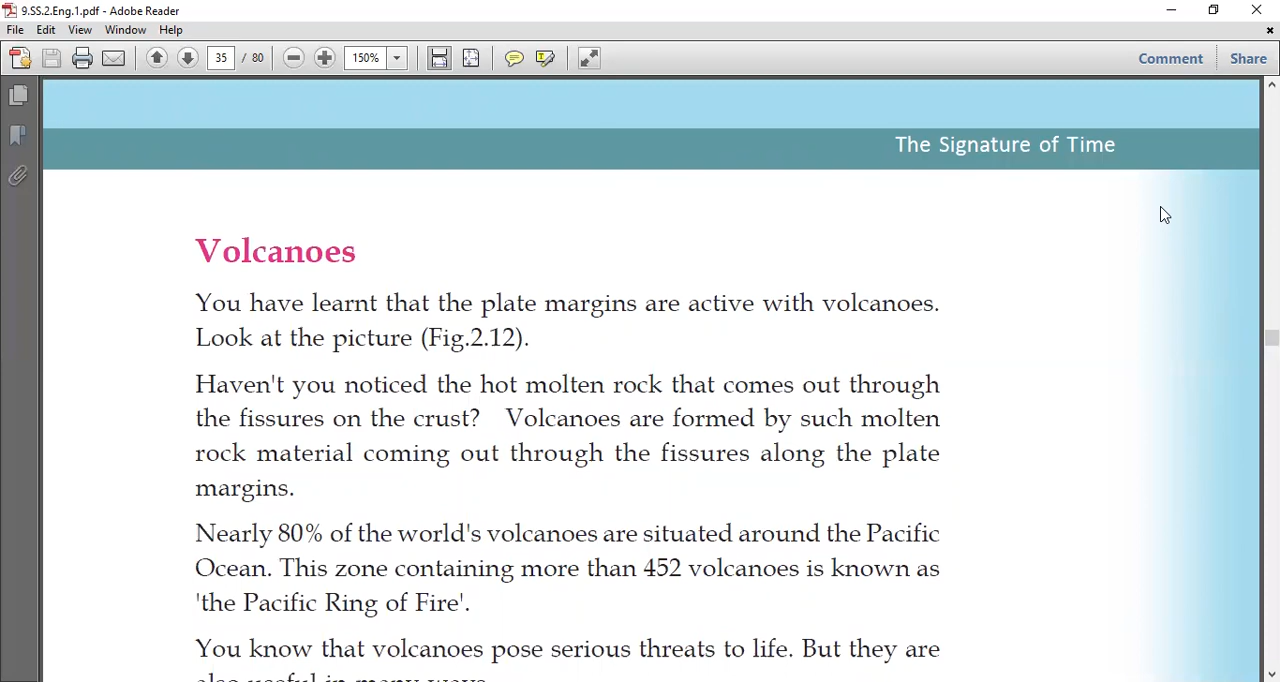 9.SS.2.Eng.1.pdf - Adobe Reader
File Edit View Window Help
35 / 80 150% Comment Share
The Signature of Time
Volcanoes
You have learnt that the plate margins are active with volcanoes.
Look at the picture (Fig.2.12).
Haven't you noticed the hot molten rock that comes out through
the fissures on the crust? Volcanoes are formed by such molten
rock material coming out through the fissures along the plate
margins.
Nearly 80% of the world's volcanoes are situated around the Pacific
Ocean. This zone containing more than 452 volcanoes is known as
'the Pacific Ring of Fire'.
You know that volcanoes pose serious threats to life. But they are
also useful in many ways.